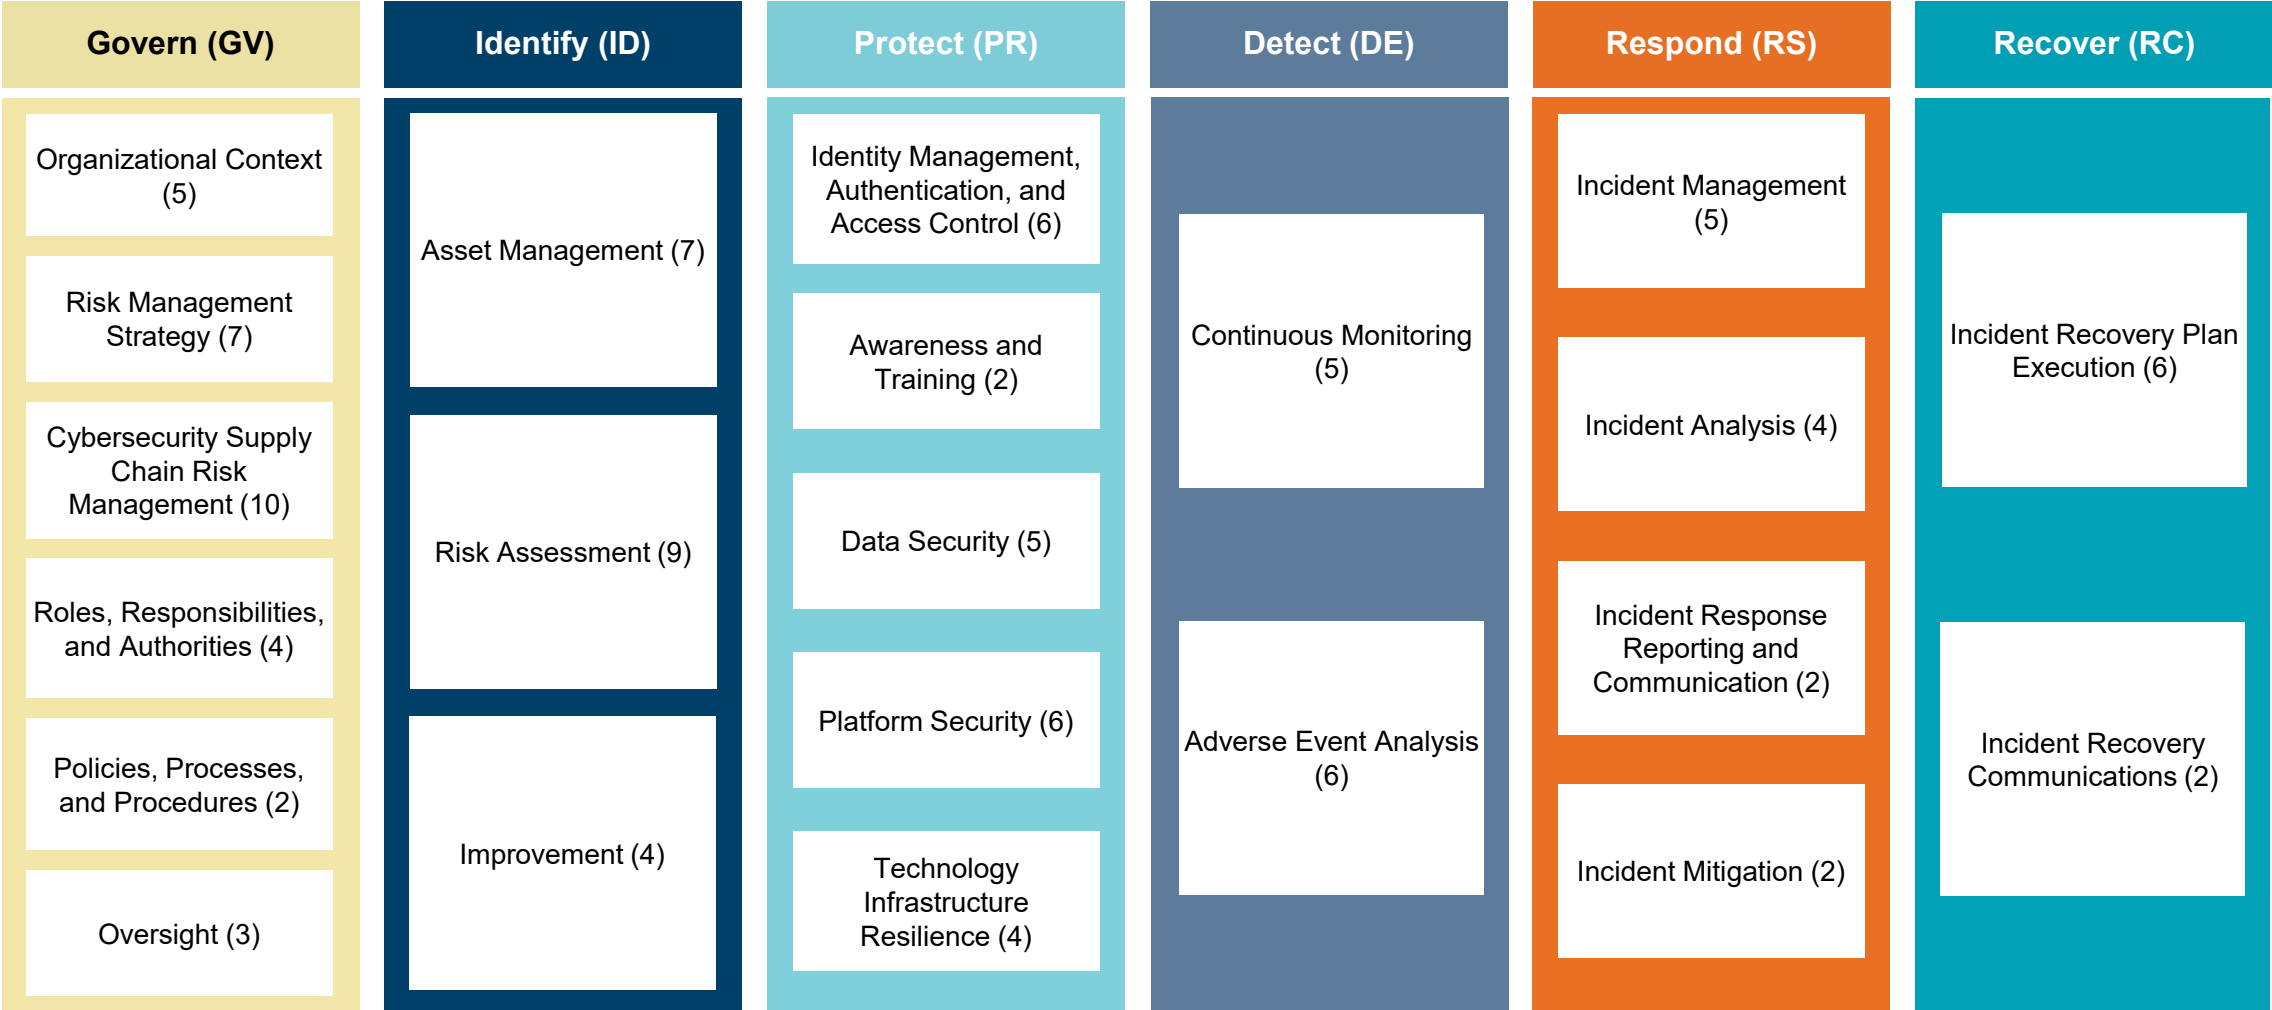 Govern (GV)
Organizational Context
(5)
Risk Management
Strategy (7)
Cybersecurity Supply
Chain Risk
Management (10)
Roles, Responsibilities,
and Authorities (4)
Policies, Processes,
and Procedures (2)
Oversight (3)
Identify (ID)
Asset Management (7)
Risk Assessment (9)
Improvement (4)
Protect (PR)
Identity Management,
Authentication, and
Access Control (6)
Awareness and
Training (2)
Data Security (5)
Platform Security (6)
Technology
Infrastructure
Resilience (4)
Detect (DE)
Continuous Monitoring
(5)
Adverse Event Analysis
(6)
Respond (RS)
Incident Management
(5)
Incident Analysis (4)
Incident Response
Reporting and
Communication (2)
Incident Mitigation (2)
Recover (RC)
Incident Recovery Plan
Execution (6)
Incident Recovery
Communications (2)